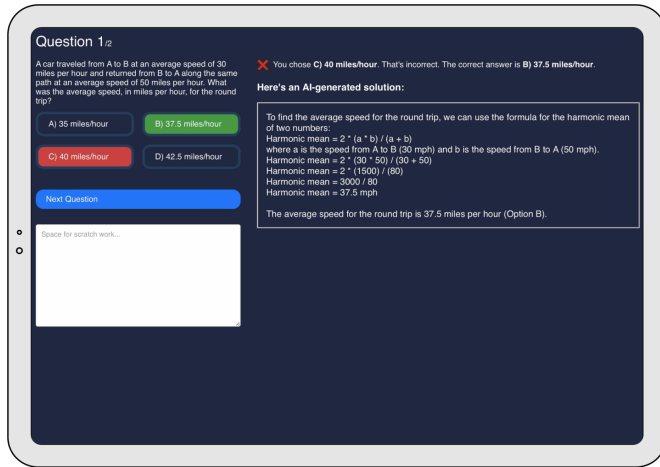 Question 1/2
A car traveled from A to B at an average speed of 30
miles per hour and returned from B to A along the same
path at an average speed of 50 miles per hour. What
was the average speed, in miles per hour, for the round
trip?
A) 35 miles/hour
B) 37.5 miles/hour
C) 40 miles/hour
D) 42.5 miles/hour
Next Question
Space for scratch work...
You chose C) 40 miles/hour. That's incorrect. The correct answer is B) 37.5 miles/hour.
Here's an AI-generated solution:
To find the average speed for the round trip, we can use the formula for the harmonic mean
of two numbers:
Harmonic mean = 2 * (a * b) / (a + b)
where a is the speed from A to B (30 mph) and b is the speed from B to A (50 mph).
Harmonic mean = 2 * (30 * 50) / (30 + 50)
Harmonic mean = 2 * (1500) / (80)
Harmonic mean = 3000 / 80
Harmonic mean = 37.5 mph
The average speed for the round trip is 37.5 miles per hour (Option B).